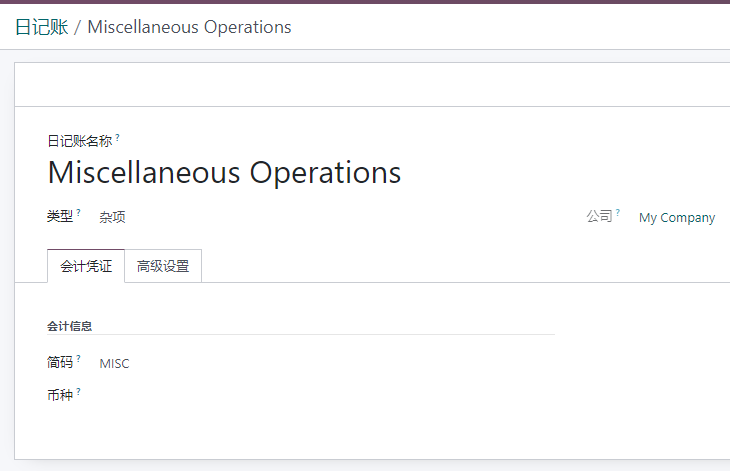 日记账 / Miscellaneous Operations
日记账名称 ?
Miscellaneous Operations
类型 ? 杂项 公司 ? My Company
会计凭证 高级设置
会计信息
简码 ? MISC
币种 ?